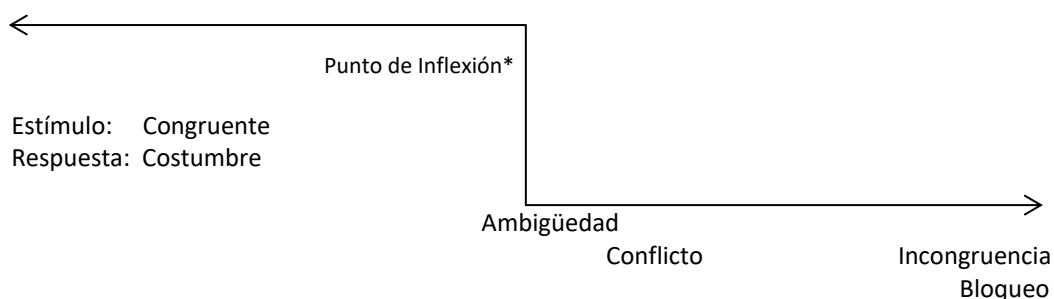 Punto de Inflexión*
Estímulo: Congruente
Respuesta: Costumbre
Ambigüedad
Conflicto Incongruencia
Bloqueo